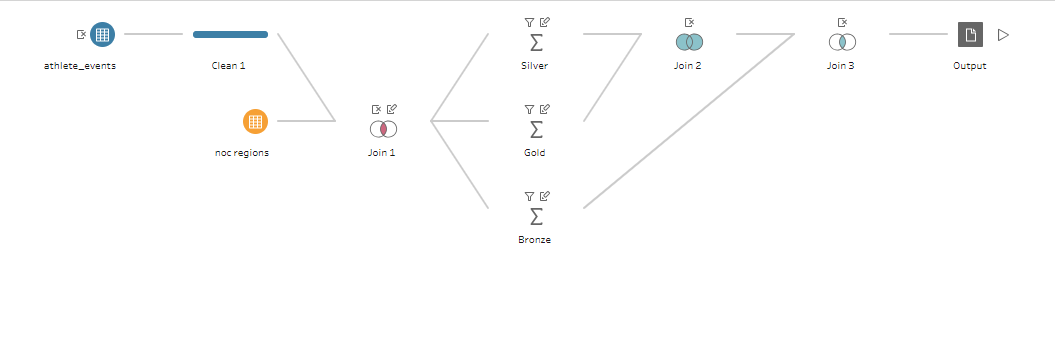 athlete_events
Clean 1
Silver
Join 2
Join 3
Output
noc regions
Join 1
Gold
Bronze